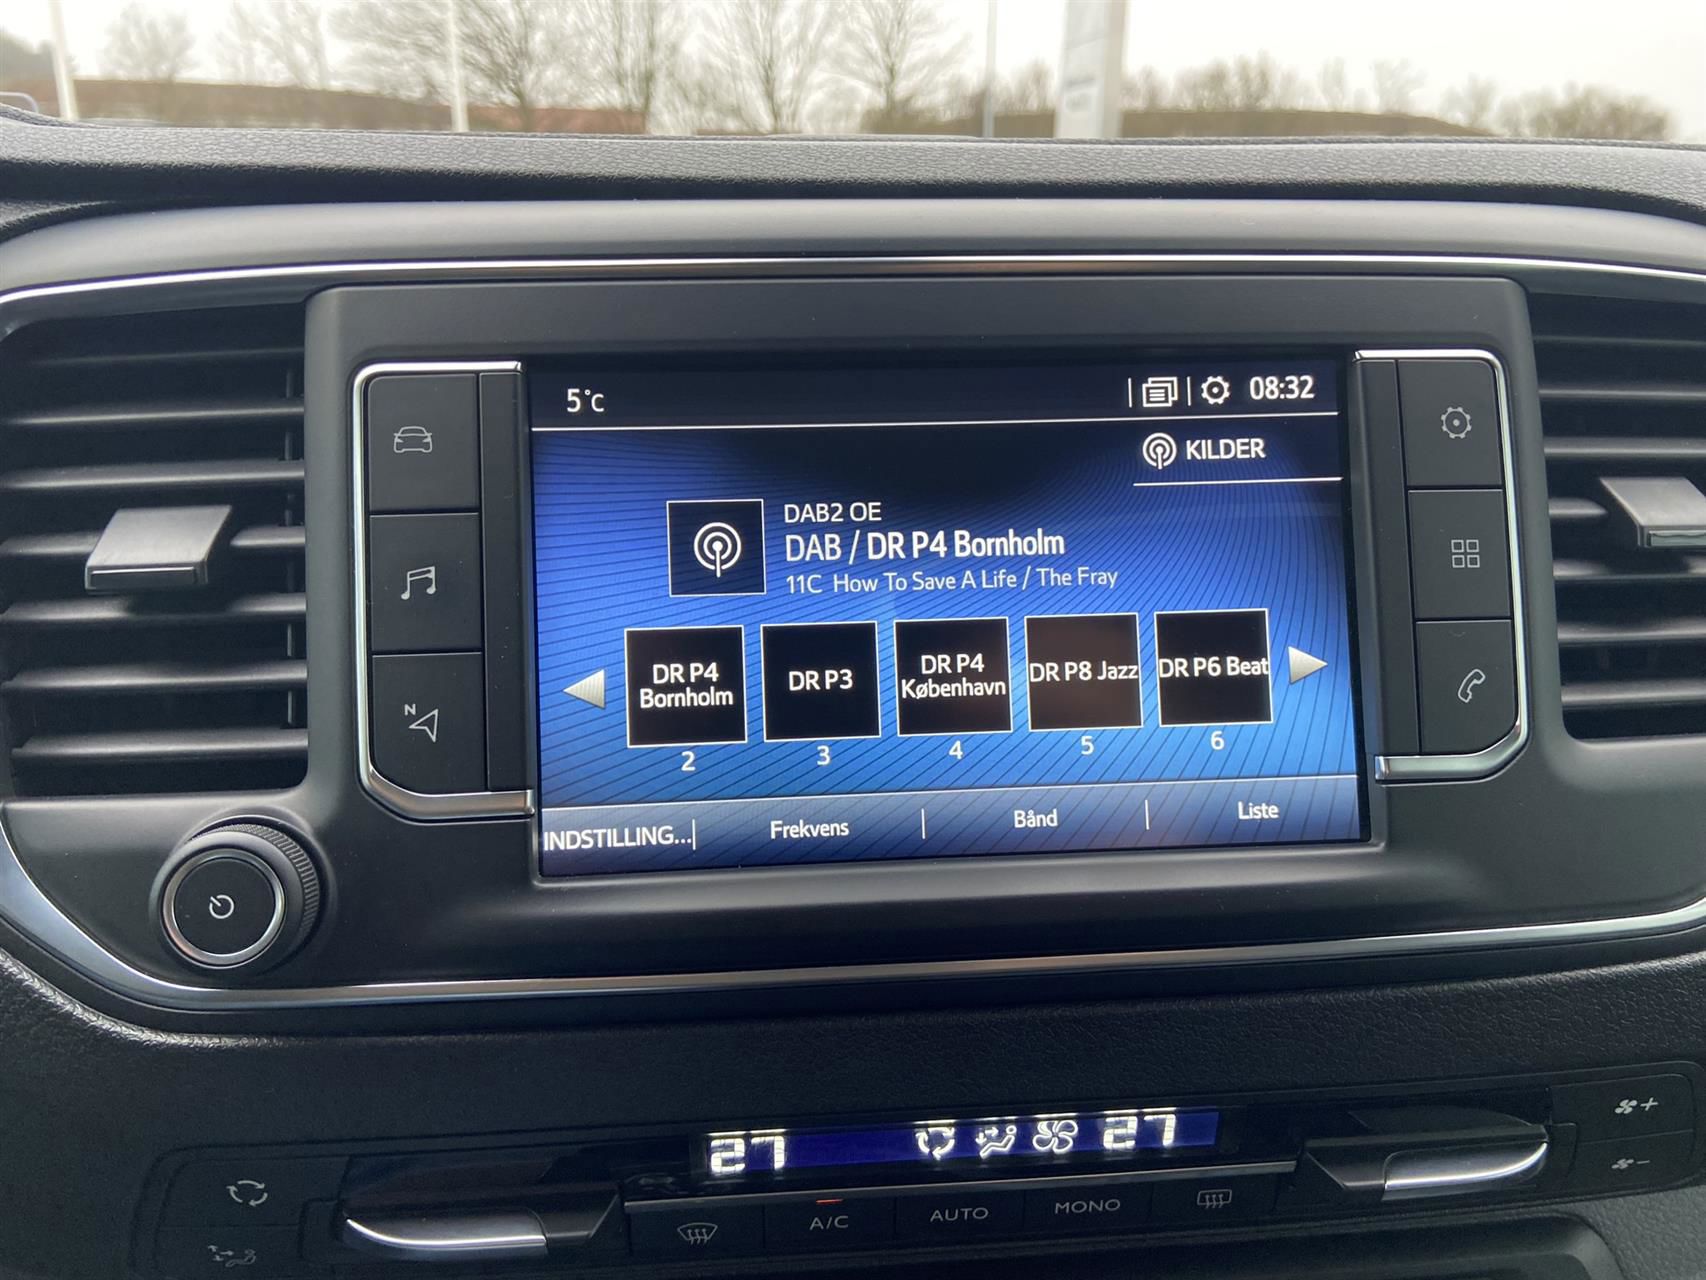 5°C
08:32
KILDER
DAB2 OE
DAB / DR P4 Bornholm
11C How To Save A Life / The Fray
DR P4
Bornholm
DR P3
DR P4
København
DR P8 Jazz
DR P6 Beat
2
3
4
5
6
INDSTILLING...
Frekvens
Bånd
Liste
N
27
27
A/C
AUTO
MONO
+
-